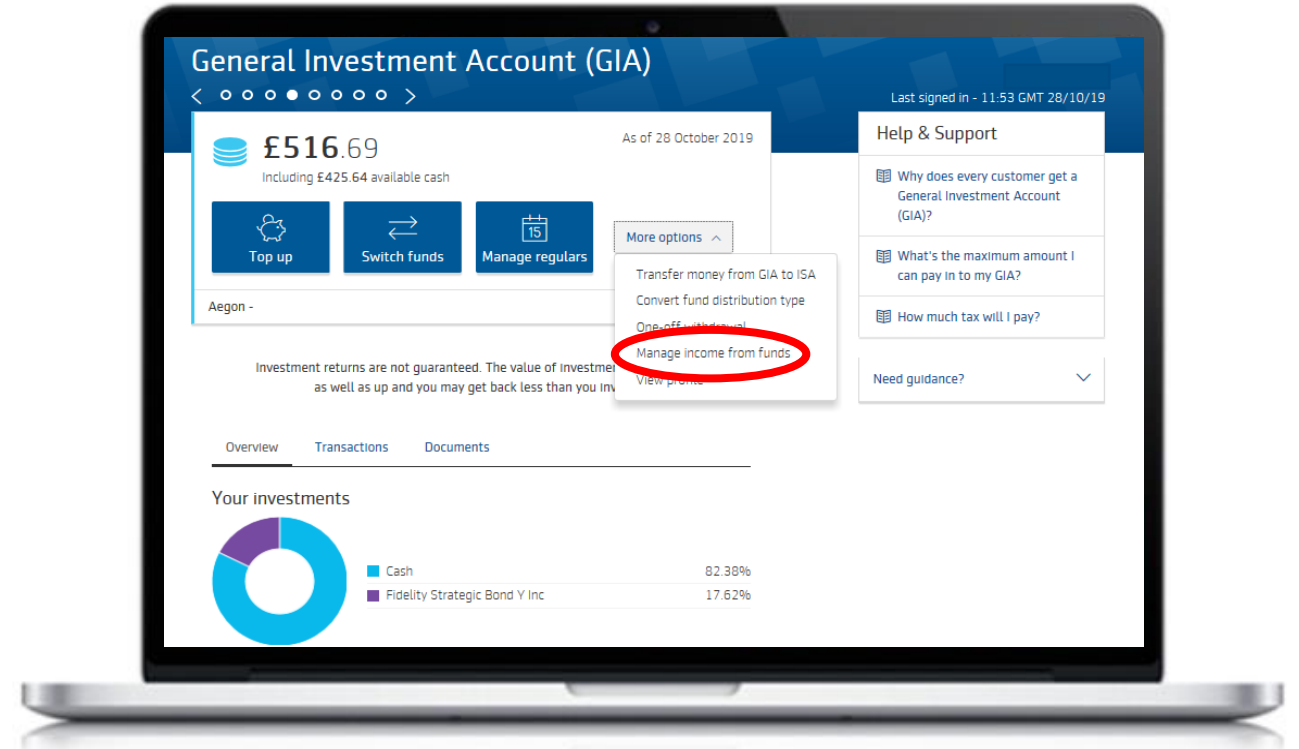 General Investment Account (GIA)
Last signed in - 11:53 GMT 28/10/19
£516.69
As of 28 October 2019
Including £425.64 available cash
Top up
Switch funds
15
Manage regulars
More options
Transfer money from GIA to ISA
Convert fund distribution type
One-off withdrawal
Manage income from funds
View profile
Aegon -
Investment returns are not guaranteed. The value of
as well as up and you may get back less than you
Overview
Transactions
Documents
Your investments
Cash 82.38%
Fidelity Strategic Bond Y Inc 17.62%
Help & Support
Why does every customer get a
General Investment Account
(GIA)?
What's the maximum amount I
can pay in to my GIA?
How much tax will I pay?
Need guidance?